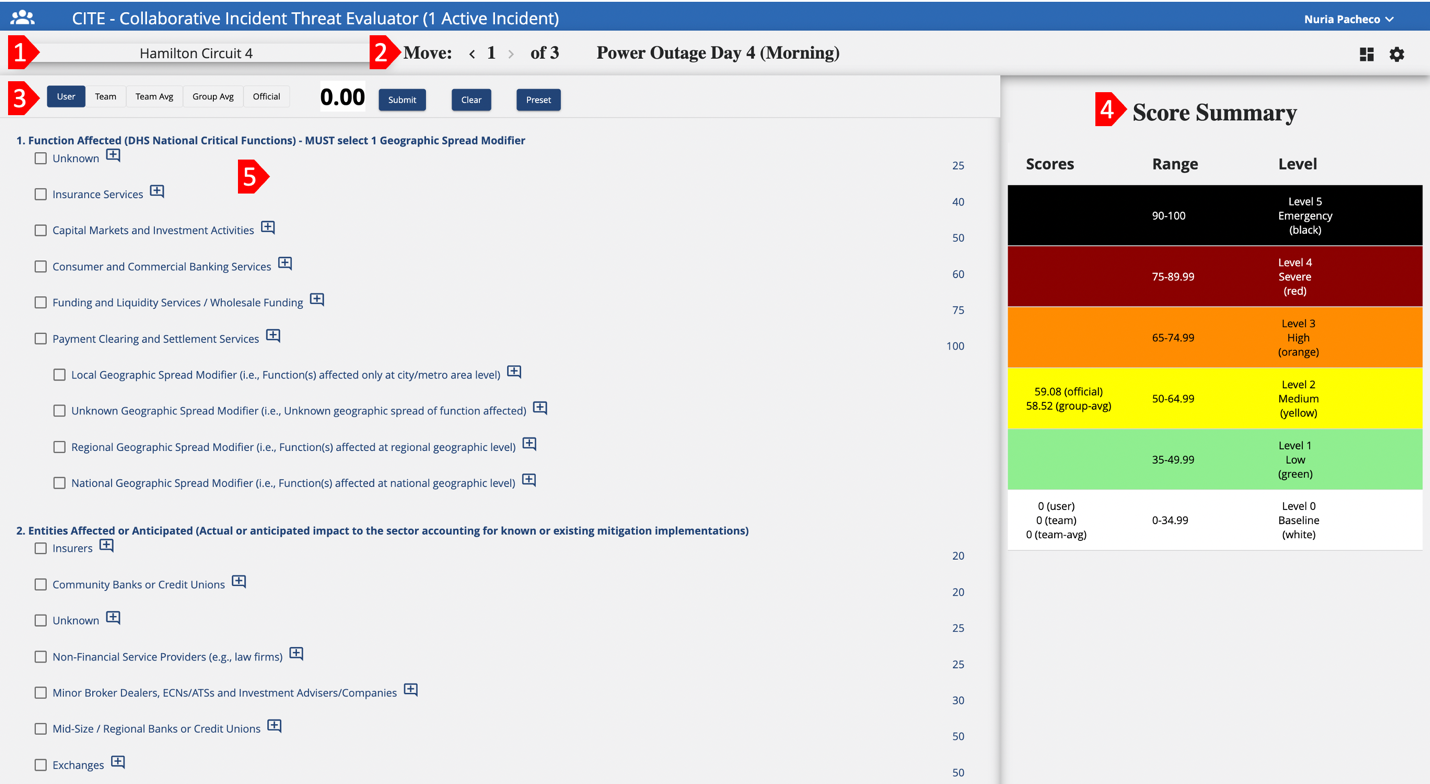 CITE - Collaborative Incident Threat Evaluator (1 Active Incident)
Nuria Pacheco
1
Hamilton Circuit 4
2
Move: < 1 > of 3
Power Outage Day 4 (Morning)
3
User Team Team Avg Group Avg Official
0.00
Submit
Clear
Preset
1. Function Affected (DHS National Critical Functions) - MUST select 1 Geographic Spread Modifier
Unknown
25
5
Insurance Services
40
Capital Markets and Investment Activities
50
Consumer and Commercial Banking Services
60
Funding and Liquidity Services / Wholesale Funding
75
Payment Clearing and Settlement Services
100
Local Geographic Spread Modifier (i.e., Function(s) affected only at city/metro area level)
Unknown Geographic Spread Modifier (i.e., Unknown geographic spread of function affected)
Regional Geographic Spread Modifier (i.e., Function(s) affected at regional geographic level)
National Geographic Spread Modifier (i.e., Function(s) affected at national geographic level)
2. Entities Affected or Anticipated (Actual or anticipated impact to the sector accounting for known or existing mitigation implementations)
Insurers
20
Community Banks or Credit Unions
20
Unknown
25
Non-Financial Service Providers (e.g., law firms)
25
Minor Broker Dealers, ECNs/ATSs and Investment Advisers/Companies
30
Mid-Size / Regional Banks or Credit Unions
50
Exchanges
50
4
Score Summary
Scores Range Level
90-100
Level 5
Emergency
(black)
75-89.99
Level 4
Severe
(red)
65-74.99
Level 3
High
(orange)
59.08 (official)
58.52 (group-avg)
50-64.99
Level 2
Medium
(yellow)
35-49.99
Level 1
Low
(green)
0 (user)
0 (team)
0 (team-avg)
0-34.99
Level 0
Baseline
(white)